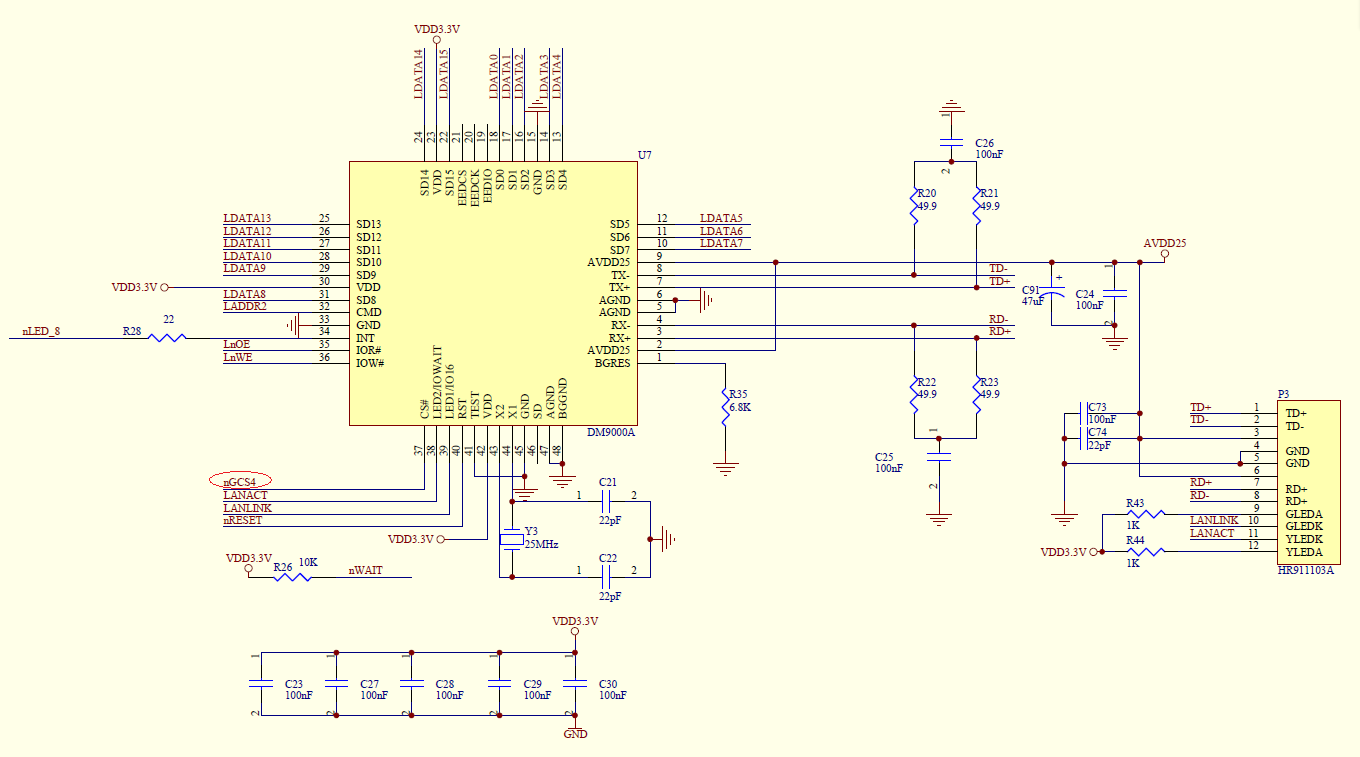 VDD3.3V
LDATA14
LDATA15
LDATA0
LDATA1
LDATA2
LDATA3
LDATA4
24 23 22 21 20 19 18 17 16 15 14 13
U7
SD14 VDD SD15 EEDCS EEDCK EEDIO SD0 SD1 SD2 GND SD3 SD4
LDATA13 25 SD13
LDATA12 26 SD12
LDATA11 27 SD11
LDATA10 28 SD10
LDATA9 29 SD9
VDD3.3V 30 VDD
LDATA8 31 SD8
LADDR2 32 CMD
33 GND
nLED_8 R28 22 34 INT
LnOE 35 IOR#
LnWE 36 IOW#
SD5 12 LDATA5
SD6 11 LDATA6
SD7 10 LDATA7
AVDD25 9
TX- 8 TD-
TX+ 7 TD+
AGND 6
AGND 5
RX- 4 RD-
RX+ 3 RD+
AVDD25 2
BGRES 1
CS# LED2/IOWAIT LED1/IO16 RST TEST VDD X2 X1 GND SD AGND BGGND
DM9000A
37 38 39 40 41 42 43 44 45 46 47 48
nGCS4
LANACT
LANLINK
nRESET
VDD3.3V
VDD3.3V
R26 10K nWAIT
C21
1 2
22pF
Y3
25MHz
C22
1 2
22pF
R35
6.8K
1
C26
100nF
2
R20
49.9
R21
49.9
R22
49.9
R23
49.9
1
C25
100nF
2
AVDD25
C91
+
47uF
1
C24
100nF
2
P3
C73
100nF
C74
22pF
TD+ 1 TD+
TD- 2 TD-
3
4 GND
5 GND
6
RD+ 7 RD+
RD- 8 RD+
9 GLEDA
LANLINK 10 GLEDK
LANACT 11 YLEDK
12 YLEDA
HR911103A
R43
1K
VDD3.3V
R44
1K
VDD3.3V
1 1 1 1 1
C23
100nF
C27
100nF
C28
100nF
C29
100nF
C30
100nF
2 2 2 2 2
GND